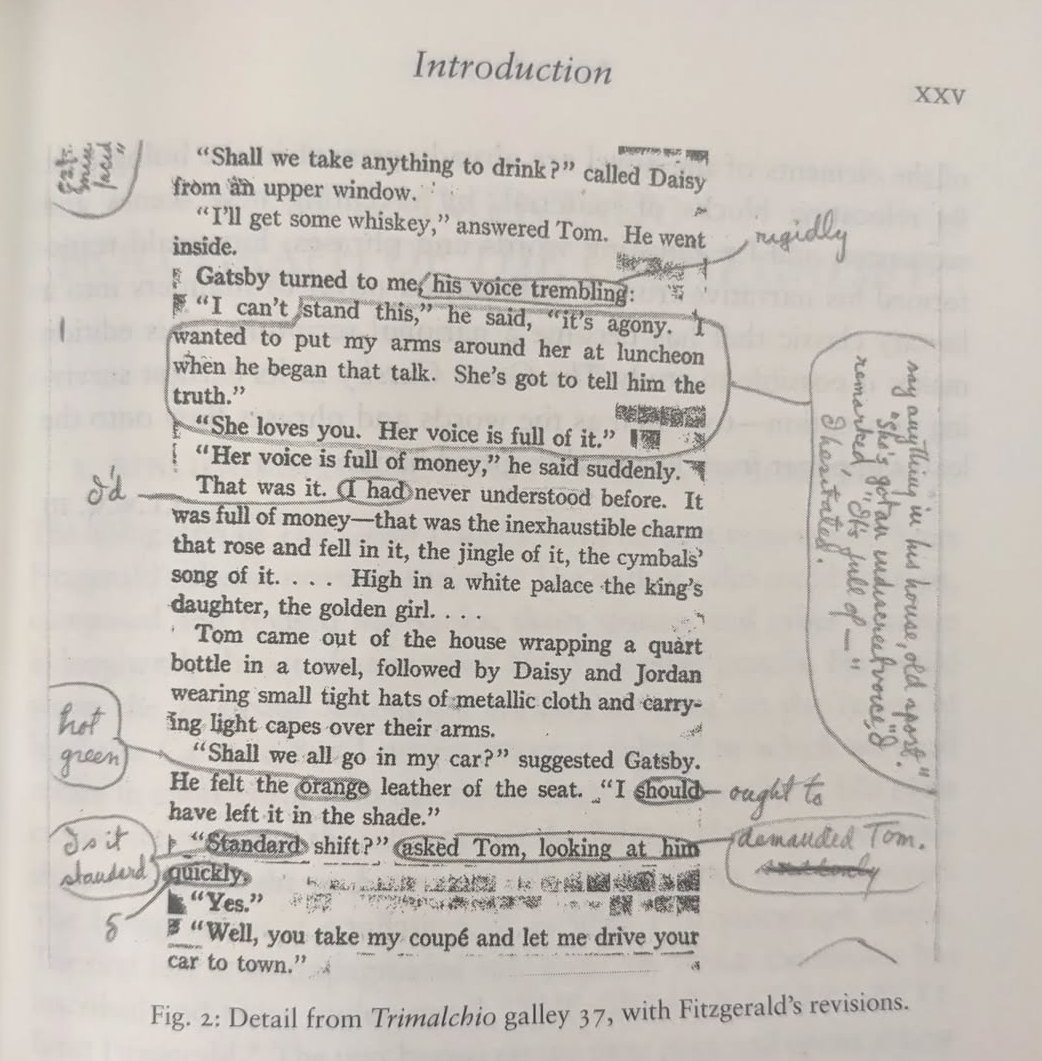 Introduction
XXV
"Shall we take anything to drink?" called Daisy
from an upper window.
"I'll get some whiskey," answered Tom. He went
inside.
rigidly
Gatsby turned to me, his voice trembling:
"I can't stand this," he said, "it's agony. I
wanted to put my arms around her at luncheon
when he began that talk. She's got to tell him the
truth."
say anything in his house, old sport."
"She's got an indiscreet voice," I
remarked, "It's full of —"
I hesitated.
"She loves you. Her voice is full of it."
"Her voice is full of money," he said suddenly.
I'd
That was it. I had never understood before. It
was full of money—that was the inexhaustible charm
that rose and fell in it, the jingle of it, the cymbals'
song of it. . . . High in a white palace the king's
daughter, the golden girl. . . .
Tom came out of the house wrapping a quart
bottle in a towel, followed by Daisy and Jordan
wearing small tight hats of metallic cloth and carry-
ing light capes over their arms.
hot
green
"Shall we all go in my car?" suggested Gatsby.
He felt the orange leather of the seat. "I should
ought to
have left it in the shade."
Is it
standerd
"Standard shift?" asked Tom, looking at him
demanded Tom.
quickly.
"Yes."
"Well, you take my coupé and let me drive your
car to town."
Fig. 2: Detail from Trimalchio galley 37, with Fitzgerald's revisions.